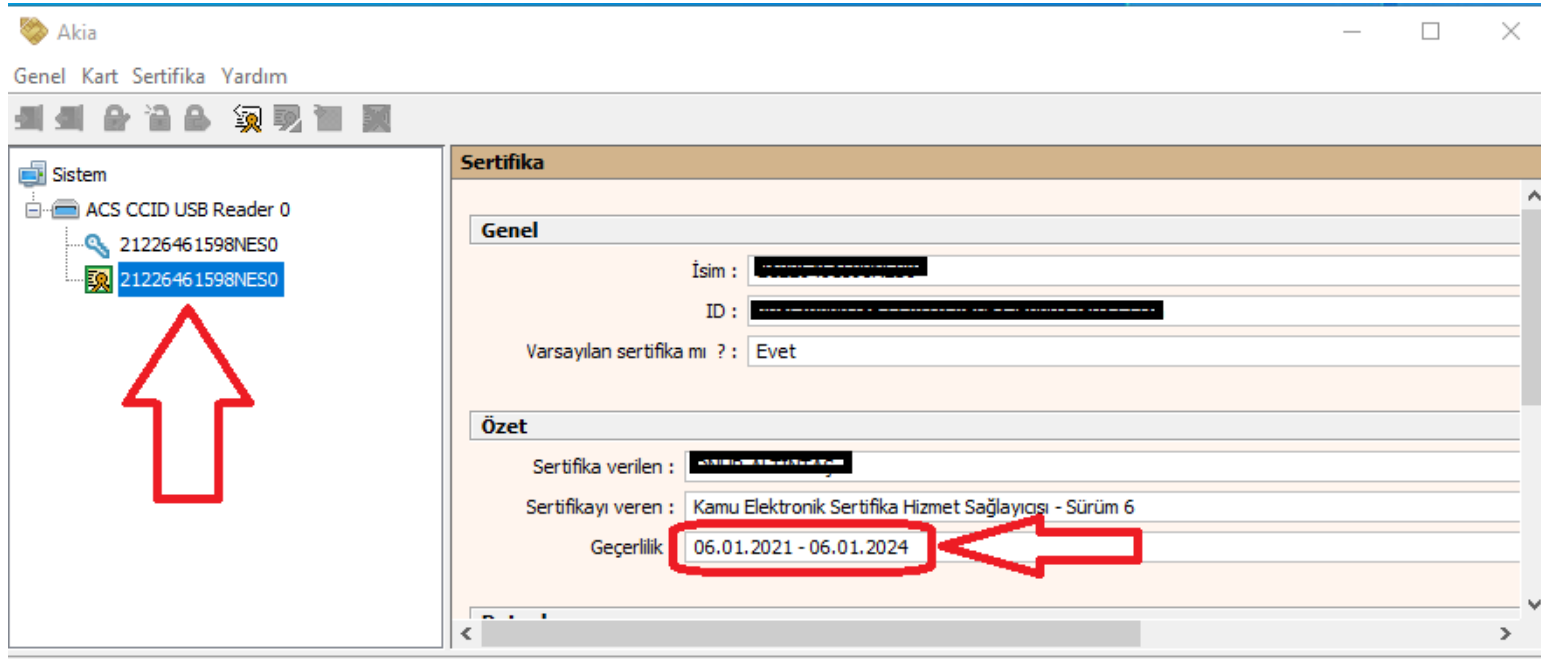 Akia
Genel Kart Sertifika Yardım
Sistem
ACS CCID USB Reader 0
21226461598NES0
21226461598NES0
Sertifika
Genel
İsim :
ID :
Varsayılan sertifika mı ? : Evet
Özet
Sertifika verilen :
Sertifikayı veren : Kamu Elektronik Sertifika Hizmet Sağlayıcısı - Sürüm 6
Geçerlilik 06.01.2021 - 06.01.2024